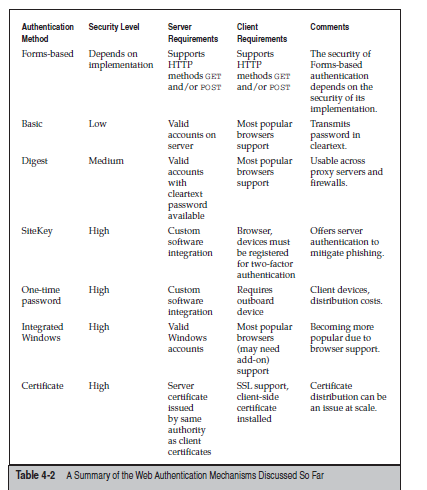 Authentication Method Security Level Server Requirements Client Requirements Comments
Forms-based Depends on implementation Supports HTTP methods GET and/or POST Supports HTTP methods GET and/or POST The security of Forms-based authentication depends on the security of its implementation.
Basic Low Valid accounts on server Most popular browsers support Transmits password in cleartext.
Digest Medium Valid accounts with cleartext password available Most popular browsers support Usable across proxy servers and firewalls.
SiteKey High Custom software integration Browser, devices must be registered for two-factor authentication Offers server authentication to mitigate phishing.
One-time password High Custom software integration Requires outboard device Client devices, distribution costs.
Integrated Windows High Valid Windows accounts Most popular browsers (may need add-on) support Becoming more popular due to browser support.
Certificate High Server certificate issued by same authority as client certificates SSL support, client-side certificate installed Certificate distribution can be an issue at scale.
Table 4-2 A Summary of the Web Authentication Mechanisms Discussed So Far